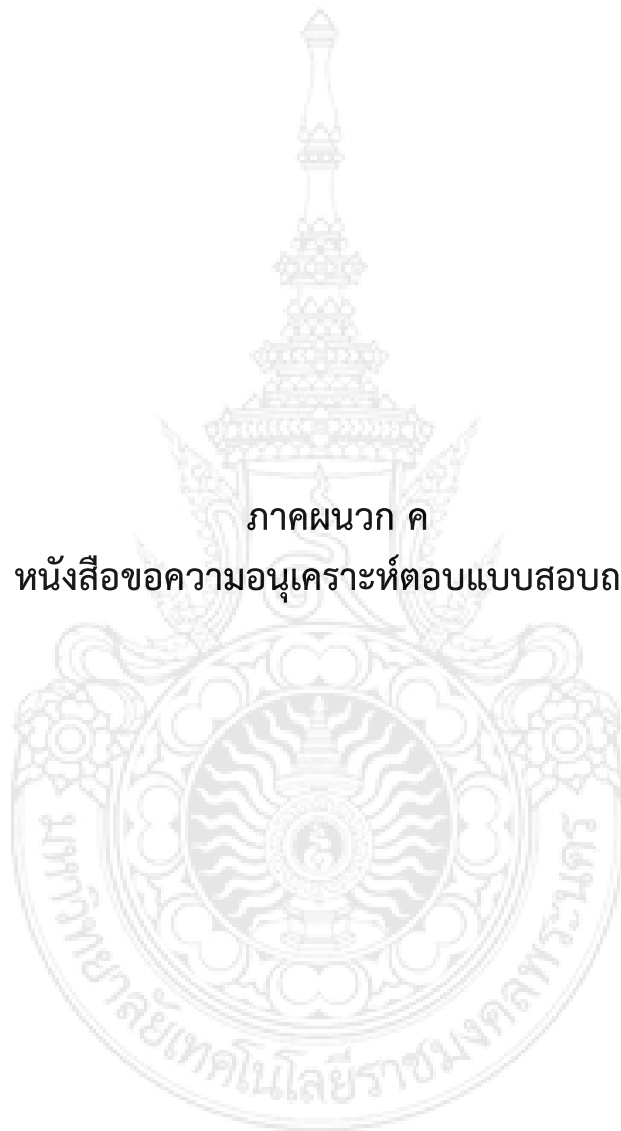 ภาคผนวก ค
หนังสือขอความอนุเคราะห์ตอบแบบสอบถ
มหาวิทยาลัยเทคโนโลยีราชมงคลพระนคร